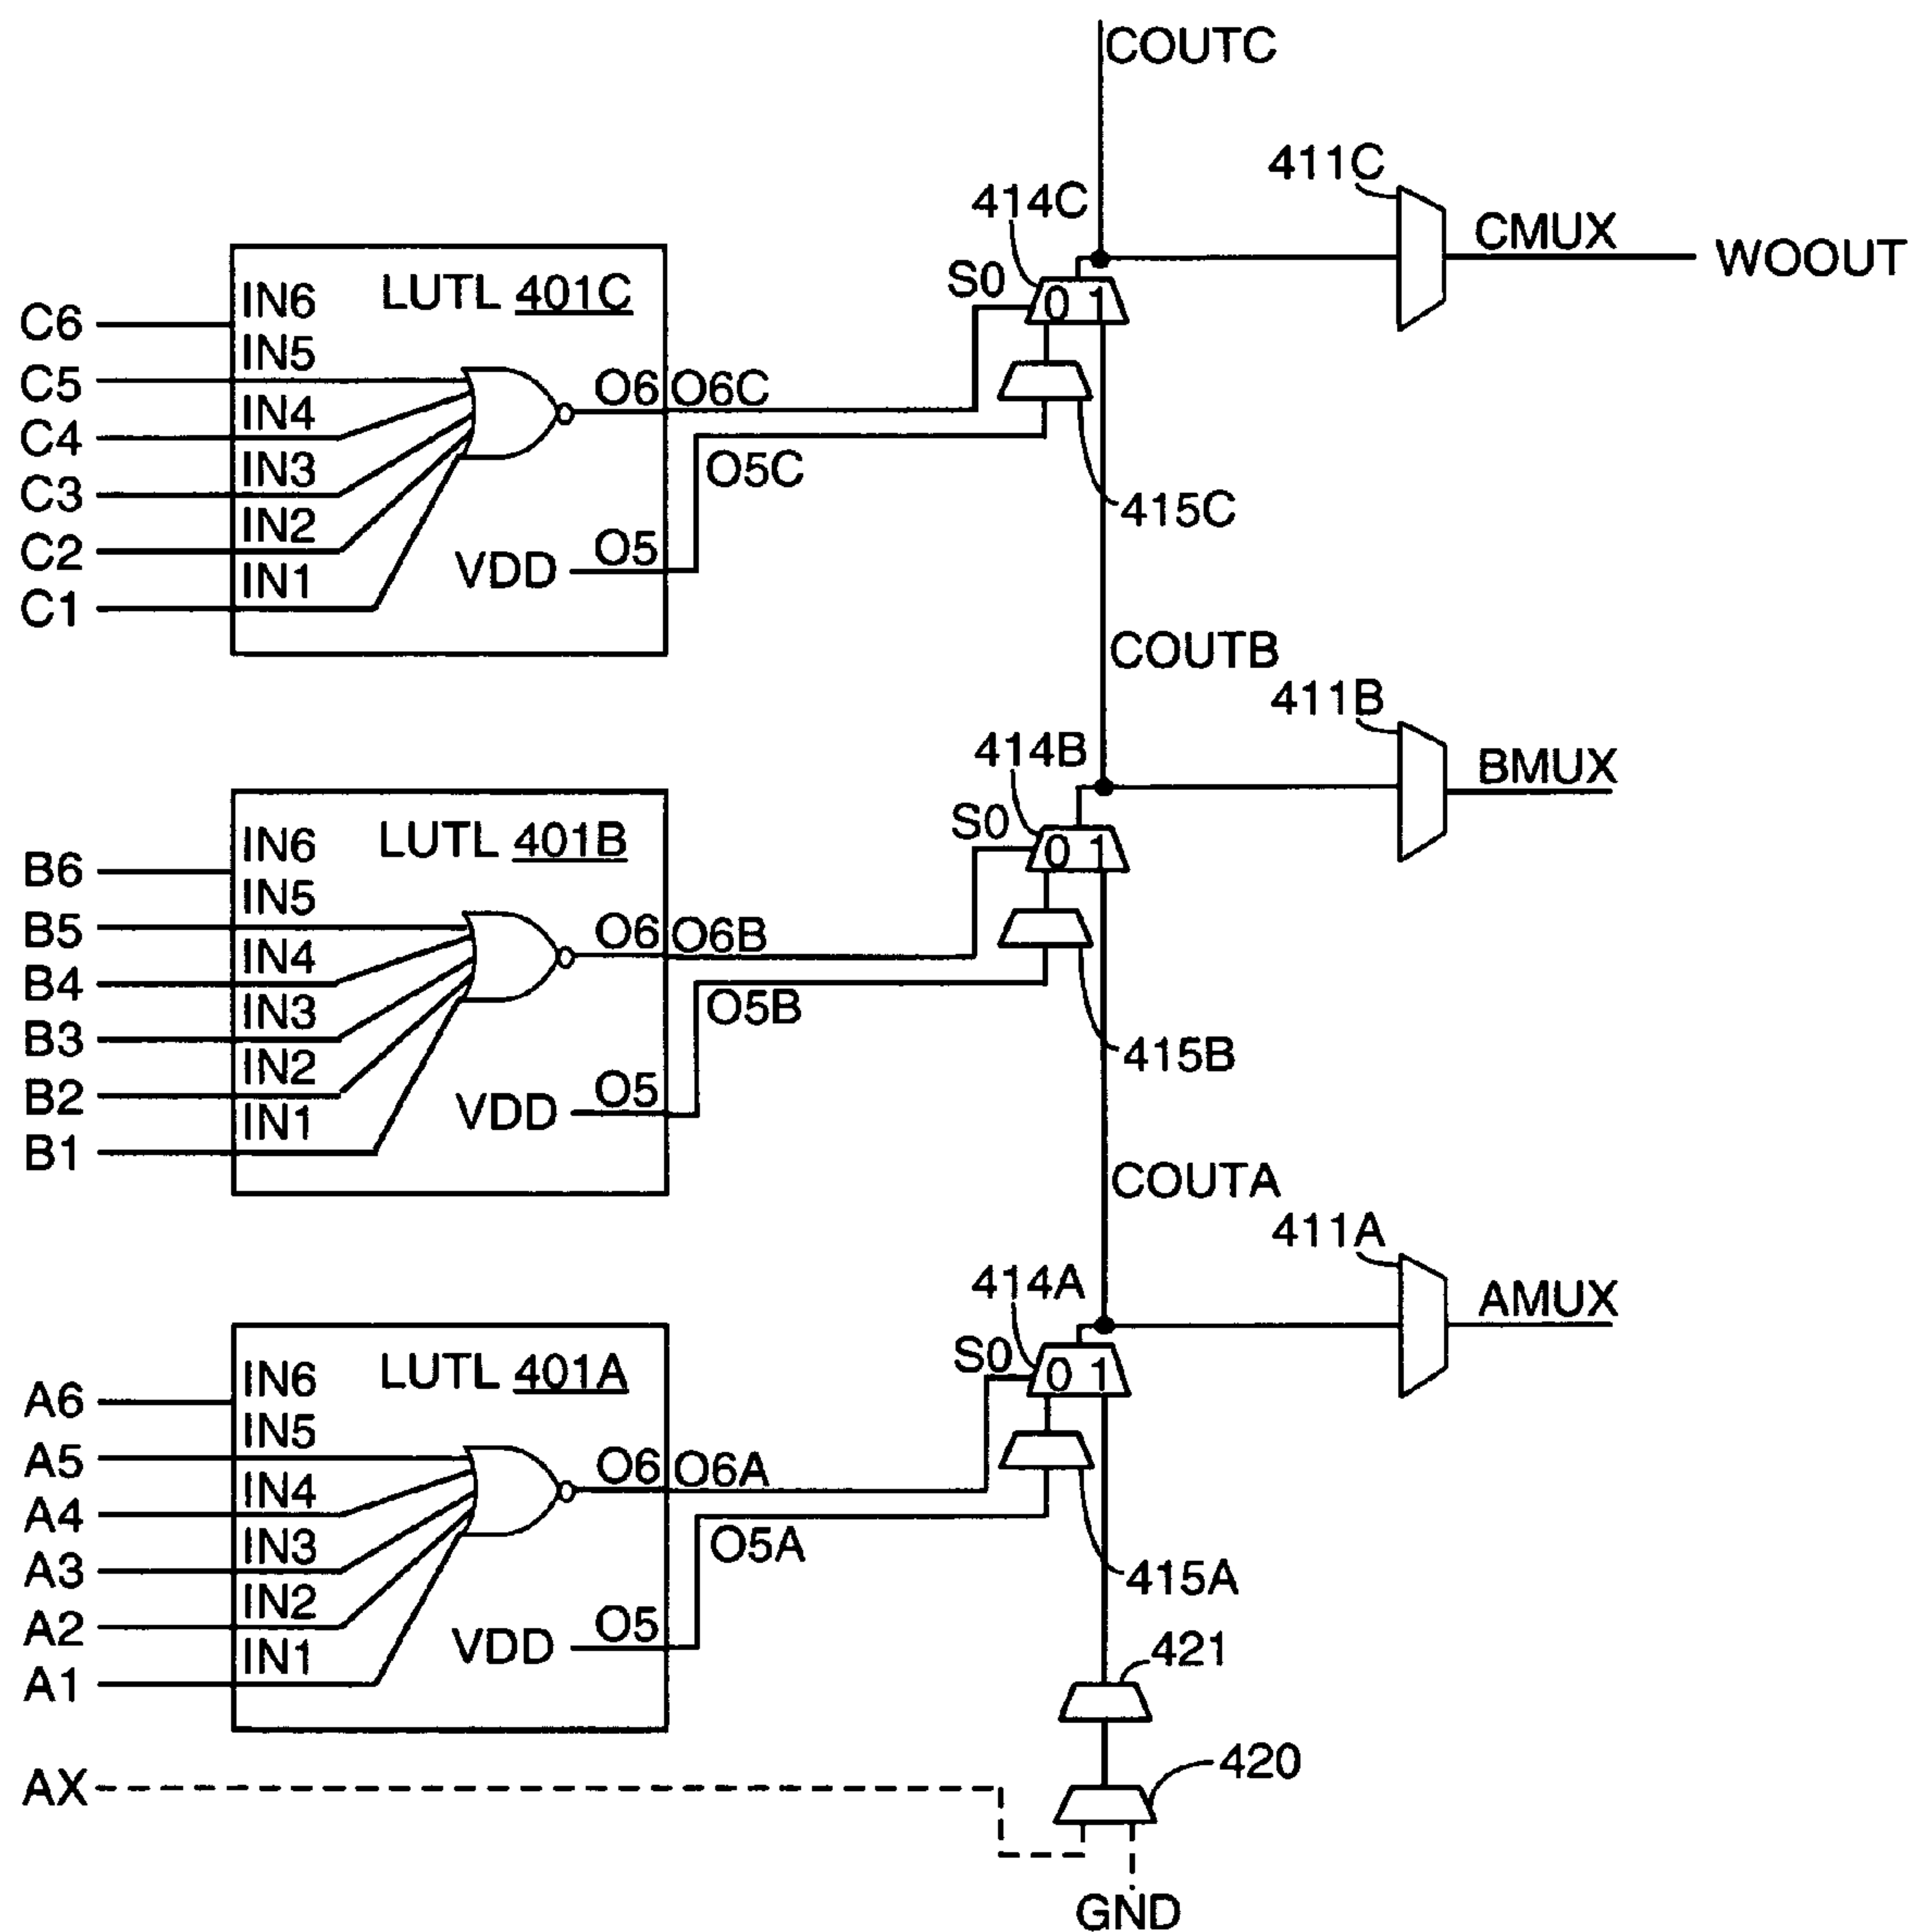 COUTC
411C
414C
CMUX
WOOUT
S0
0 1
LUTL 401C
C6
IN6
C5
IN5
C4
IN4
C3
IN3
C2
IN2
C1
IN1
O6
O6C
O5C
415C
VDD
O5
COUTB
411B
414B
BMUX
S0
0 1
LUTL 401B
B6
IN6
B5
IN5
B4
IN4
B3
IN3
B2
IN2
B1
IN1
O6
O6B
O5B
415B
VDD
O5
COUTA
411A
414A
AMUX
S0
0 1
LUTL 401A
A6
IN6
A5
IN5
A4
IN4
A3
IN3
A2
IN2
A1
IN1
O6
O6A
O5A
415A
VDD
O5
421
AX
420
GND